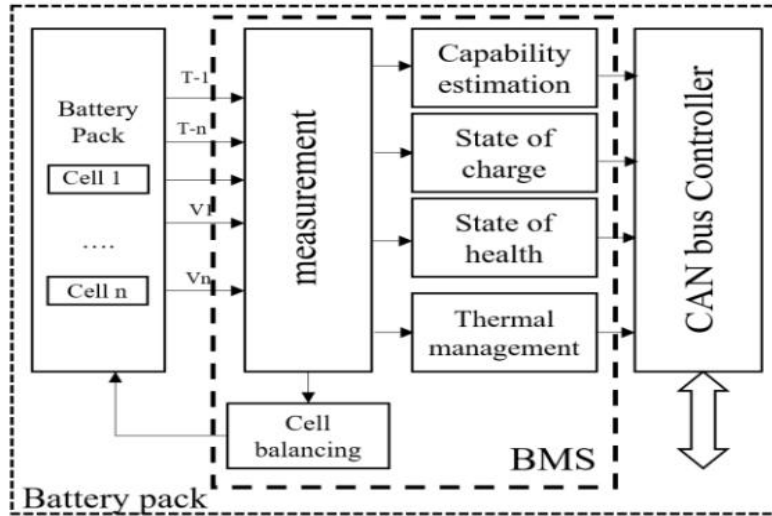 Battery
Pack
Cell 1
....
Cell n
T-1
T-n
V1
Vn
measurement
Capability
estimation
State of
charge
State of
health
Thermal
management
CAN bus Controller
Cell
balancing
BMS
Battery pack